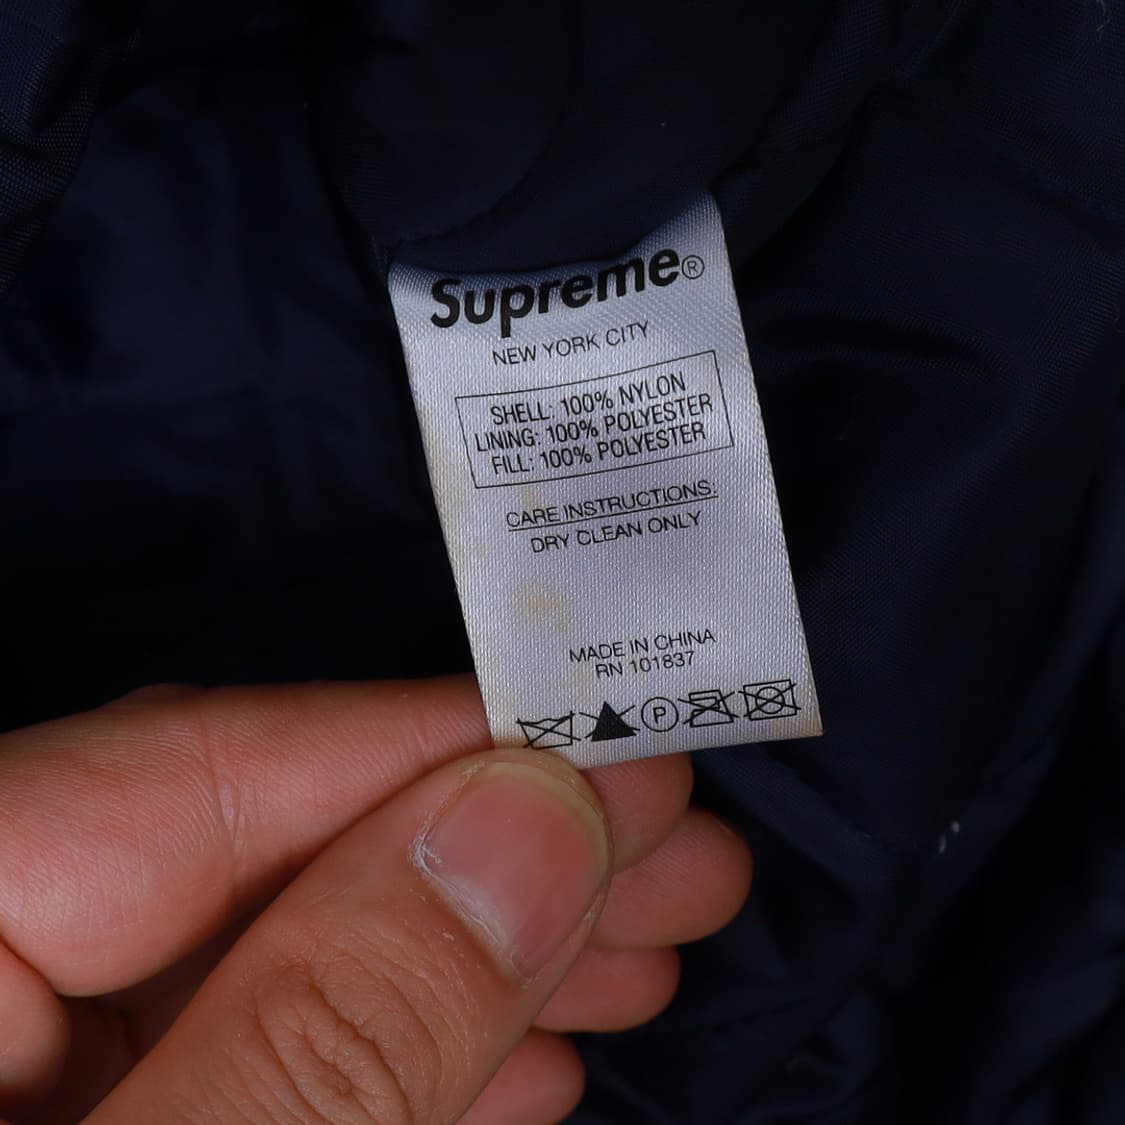 Supreme®
NEW YORK CITY
SHELL: 100% NYLON
LINING: 100% POLYESTER
FILL: 100% POLYESTER
CARE INSTRUCTIONS:
DRY CLEAN ONLY
MADE IN CHINA
RN 101837
P